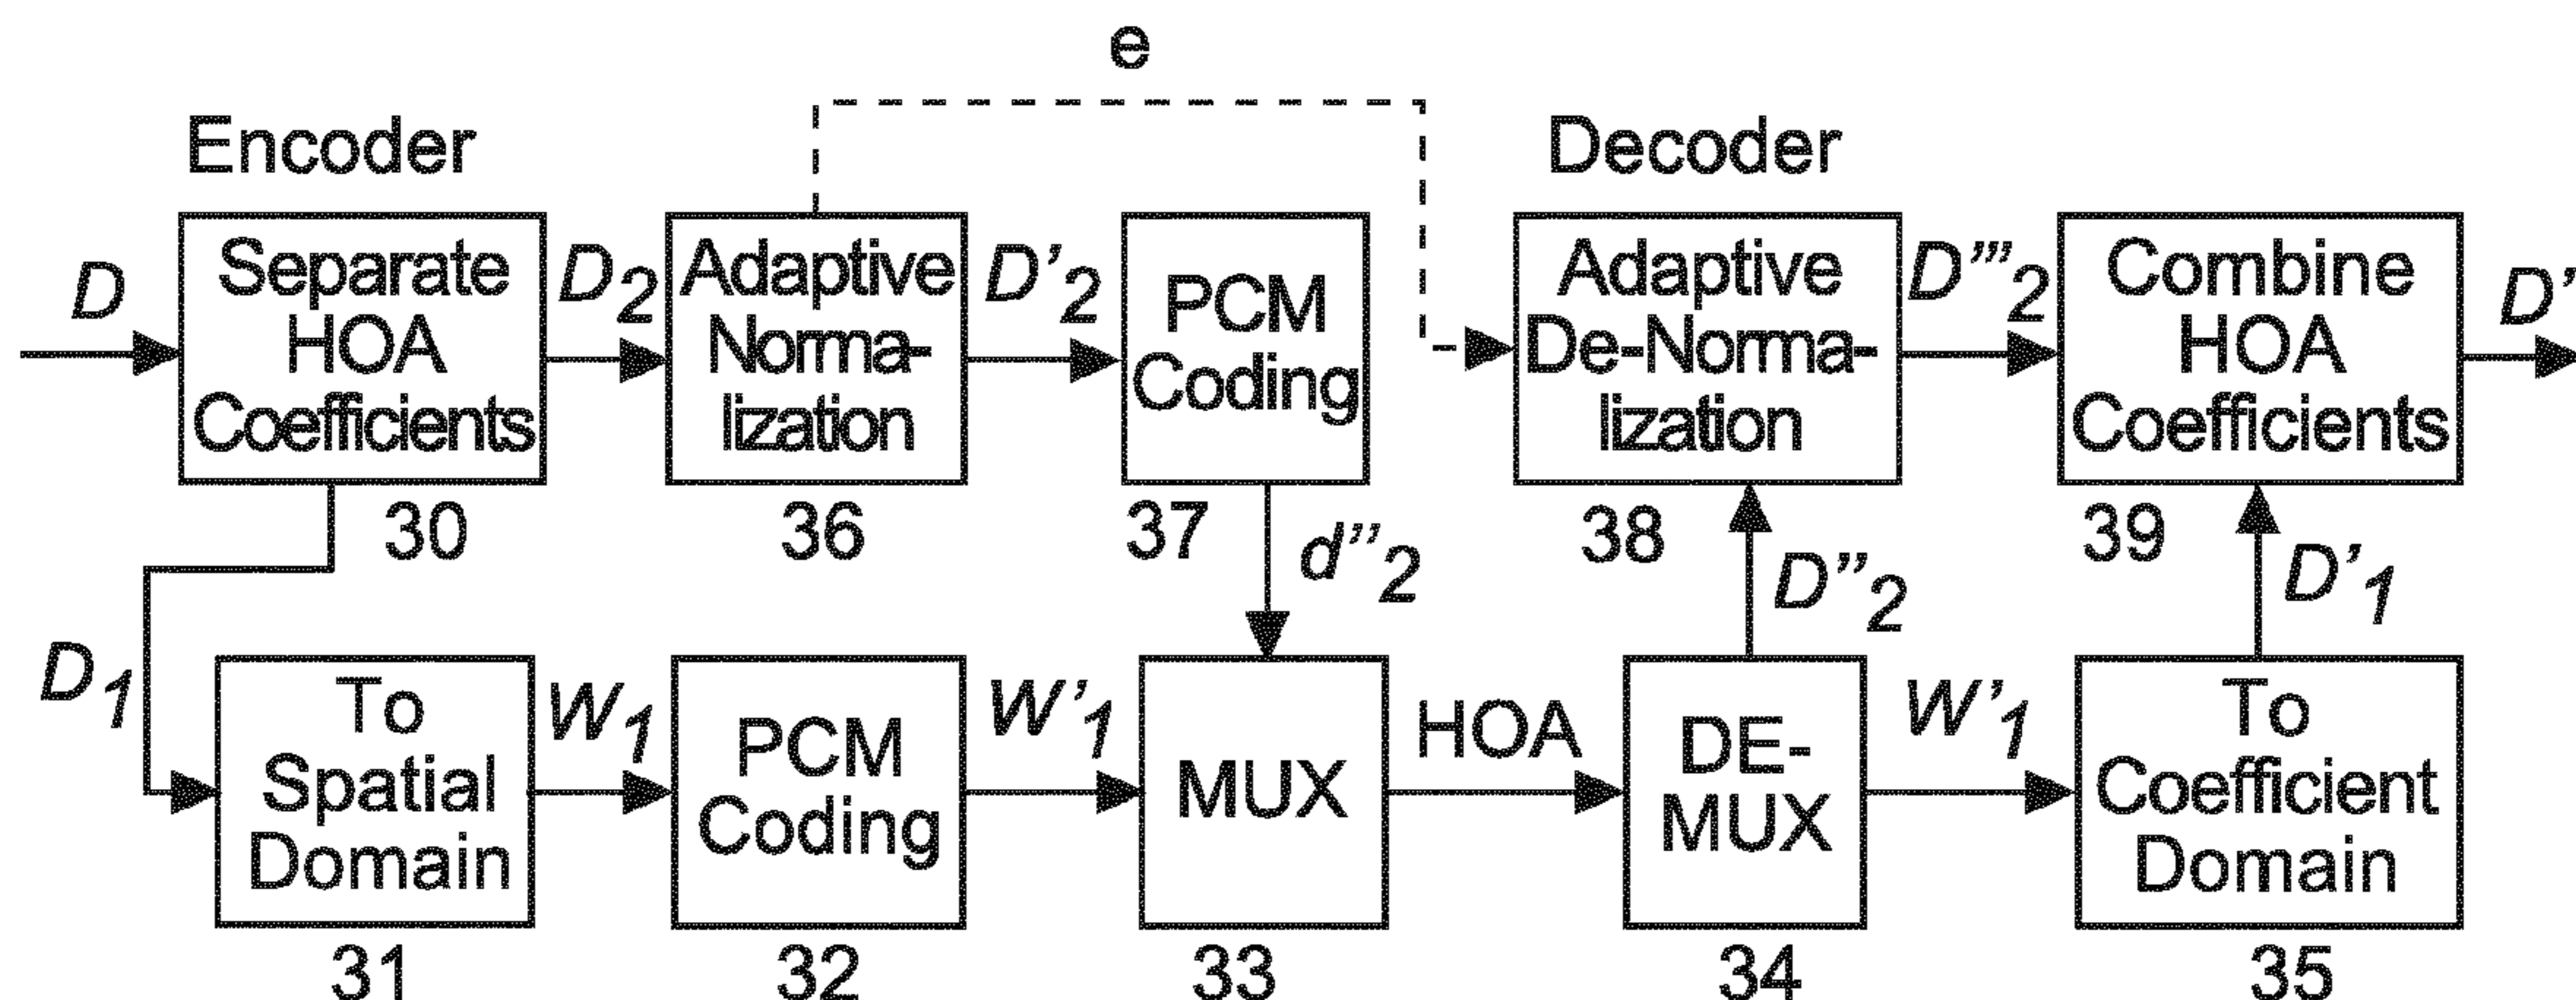 e
Encoder
Decoder
D
Separate
HOA
Coefficients
D2
Adaptive
Norma-
lization
D'2
PCM
Coding
Adaptive
De-Norma-
lization
D'''2
Combine
HOA
Coefficients
D'
30
36
37
d''2
38
D''2
39
D'1
D1
To
Spatial
Domain
W1
PCM
Coding
W'1
MUX
HOA
DE-
MUX
W'1
To
Coefficient
Domain
31
32
33
34
35